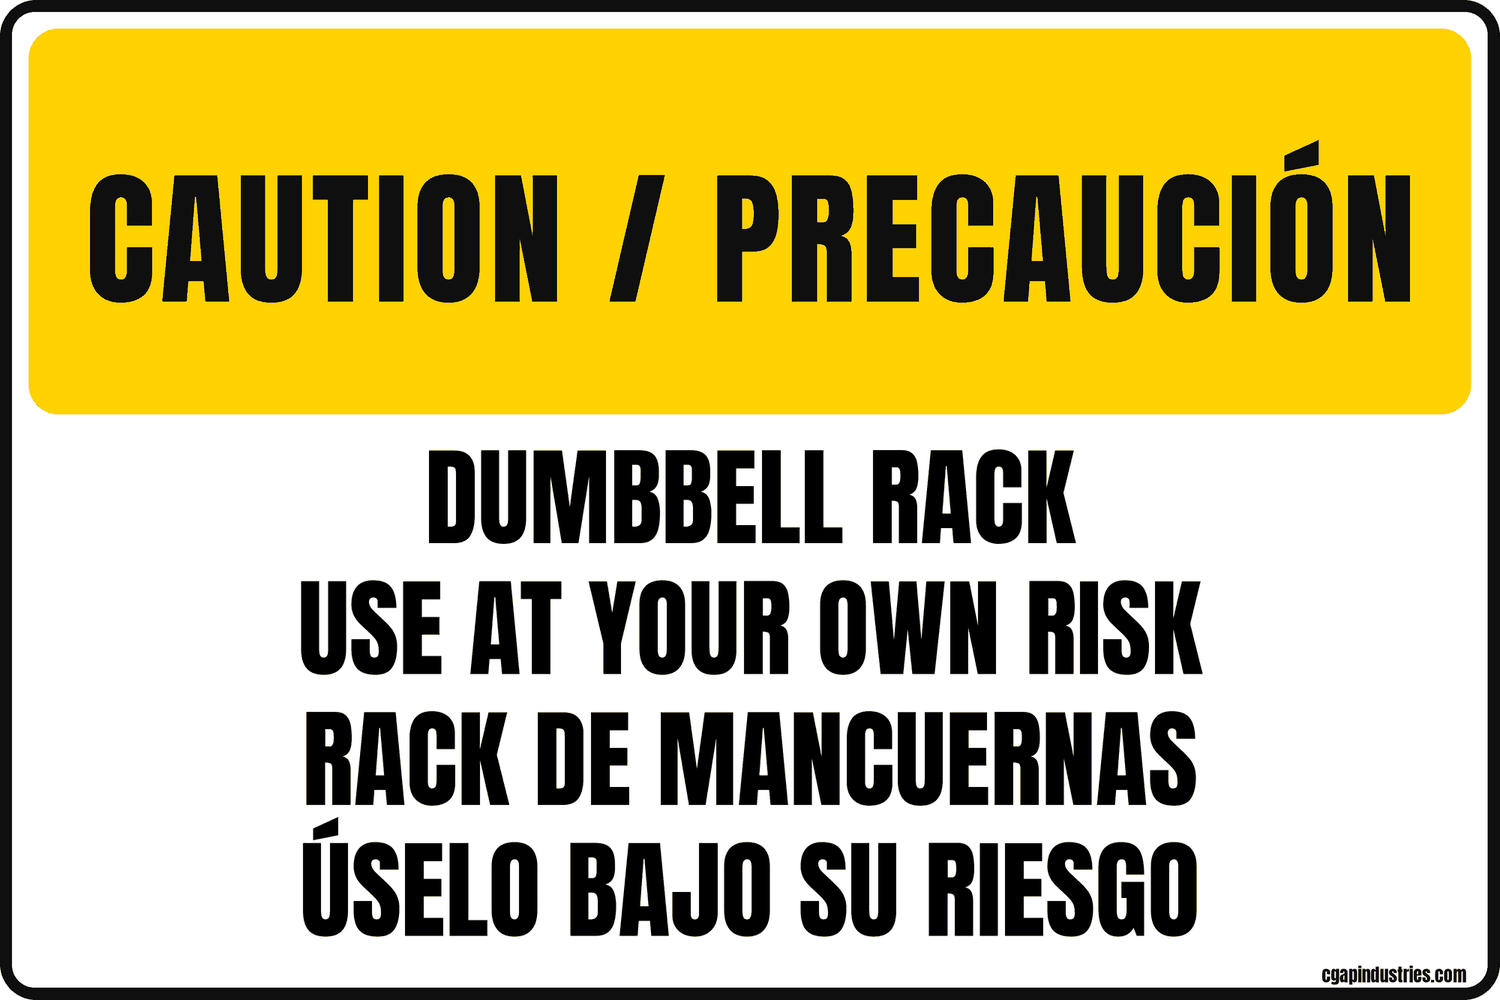 CAUTION / PRECAUCIÓN
DUMBBELL RACK
USE AT YOUR OWN RISK
RACK DE MANCUERNAS
ÚSELO BAJO SU RIESGO
cgapindustries.com